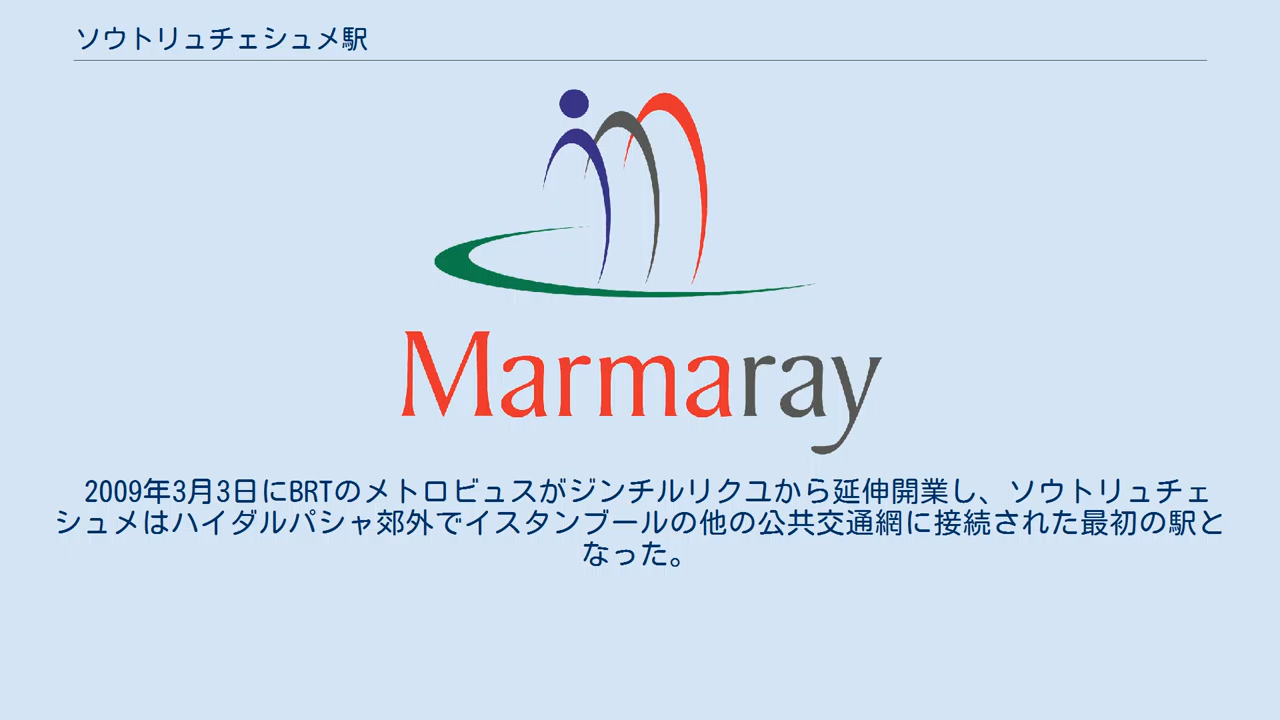 ソウトリュチェシュメ駅
Marmaray
2009年3月3日にBRTのメトロビュスがジンチルリクユから延伸開業し、ソウトリュチェ
シュメはハイダルパシャ郊外でイスタンブールの他の公共交通網に接続された最初の駅と
なった。